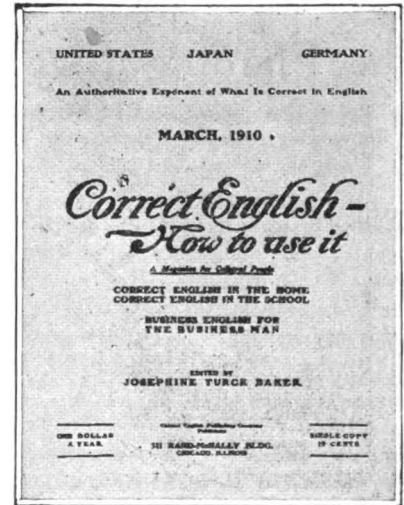 UNITED STATES JAPAN GERMANY
An Authoritative Exponent of What Is Correct in English
MARCH, 1910
Correct English –
How to use it
A Magazine for Cultured People
CORRECT ENGLISH IN THE HOME
CORRECT ENGLISH IN THE SCHOOL
BUSINESS ENGLISH FOR
THE BUSINESS MAN
EDITED BY
JOSEPHINE TURCK BAKER
Correct English Publishing Company
Publishers
ONE DOLLAR
A YEAR
RAND-McNALLY BLDG.
CHICAGO, ILLINOIS
SINGLE COPY
CENTS